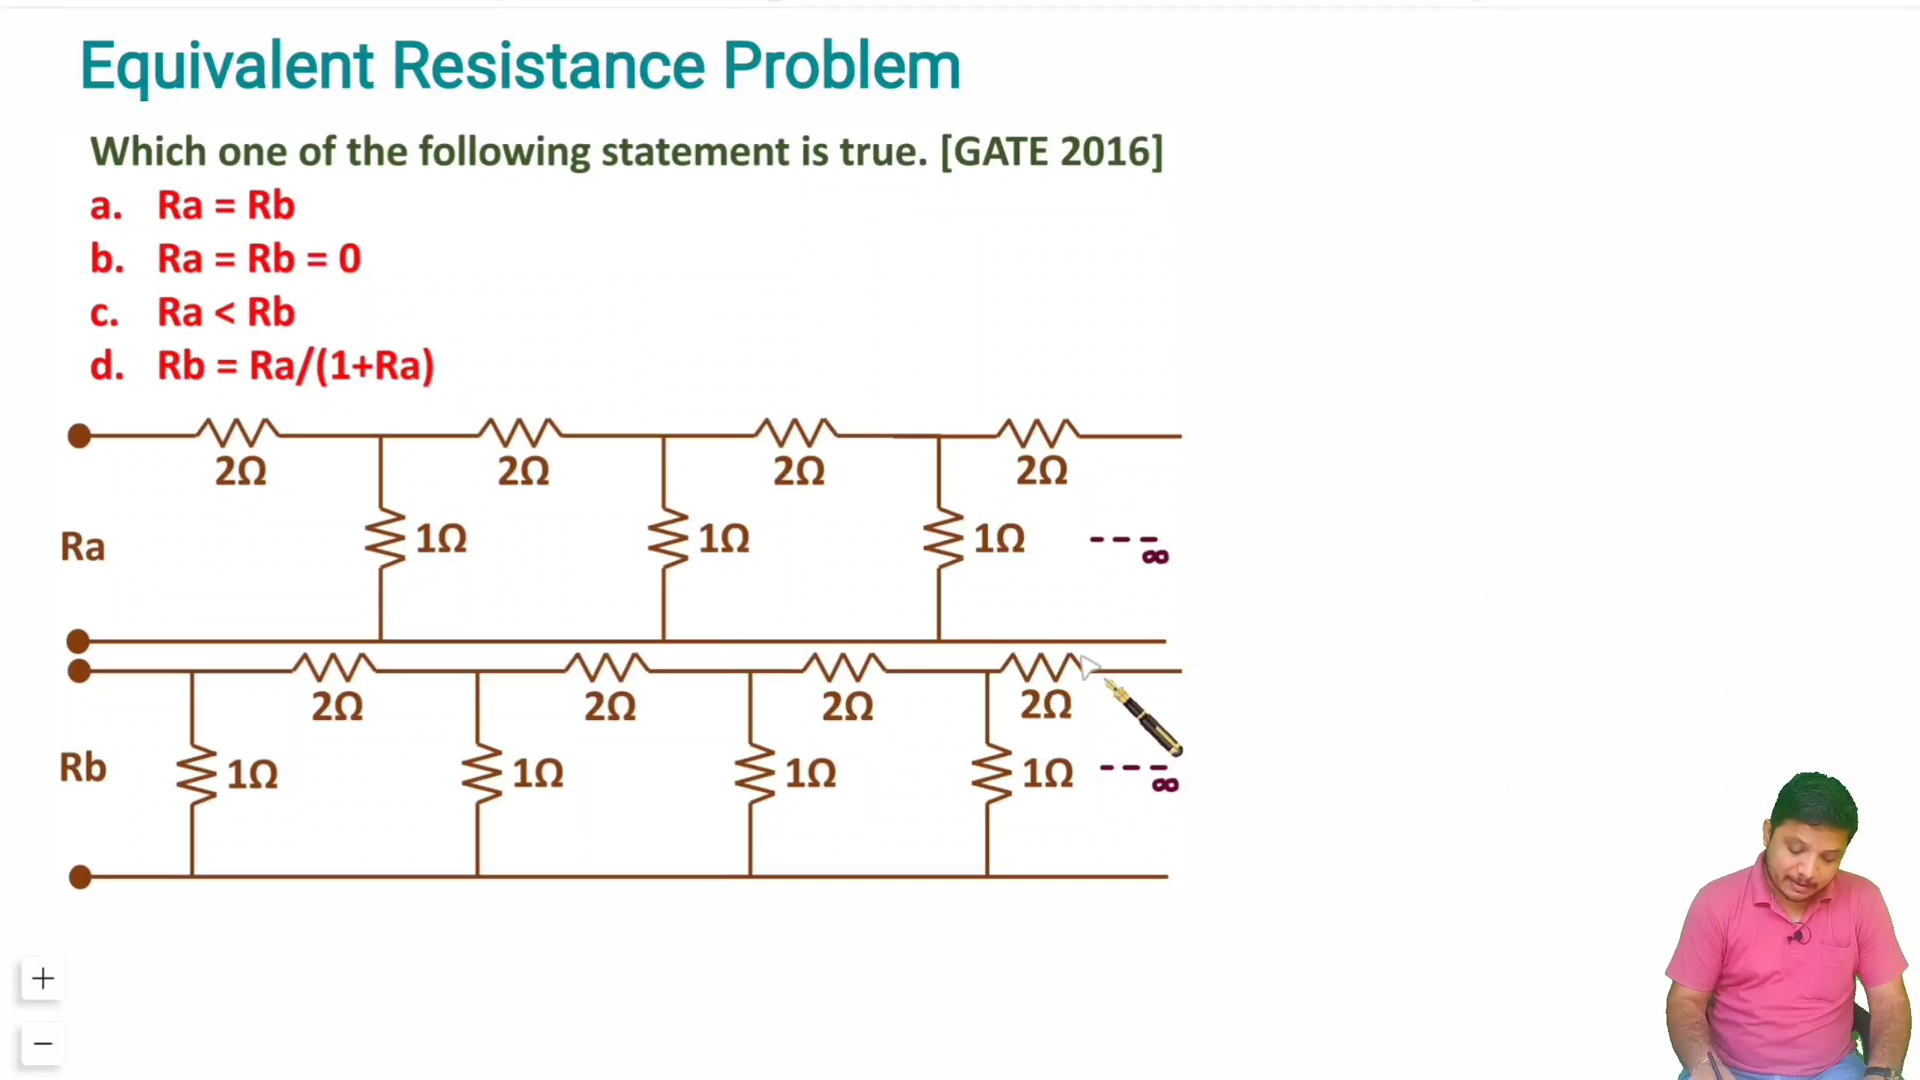 Equivalent Resistance Problem
Which one of the following statement is true. [GATE 2016]
a. Ra = Rb
b. Ra = Rb = 0
c. Ra < Rb
d. Rb = Ra/(1+Ra)
2Ω 2Ω 2Ω 2Ω
Ra 1Ω 1Ω 1Ω - - - ∞
2Ω 2Ω 2Ω 2Ω
Rb 1Ω 1Ω 1Ω 1Ω - - - ∞
+
−